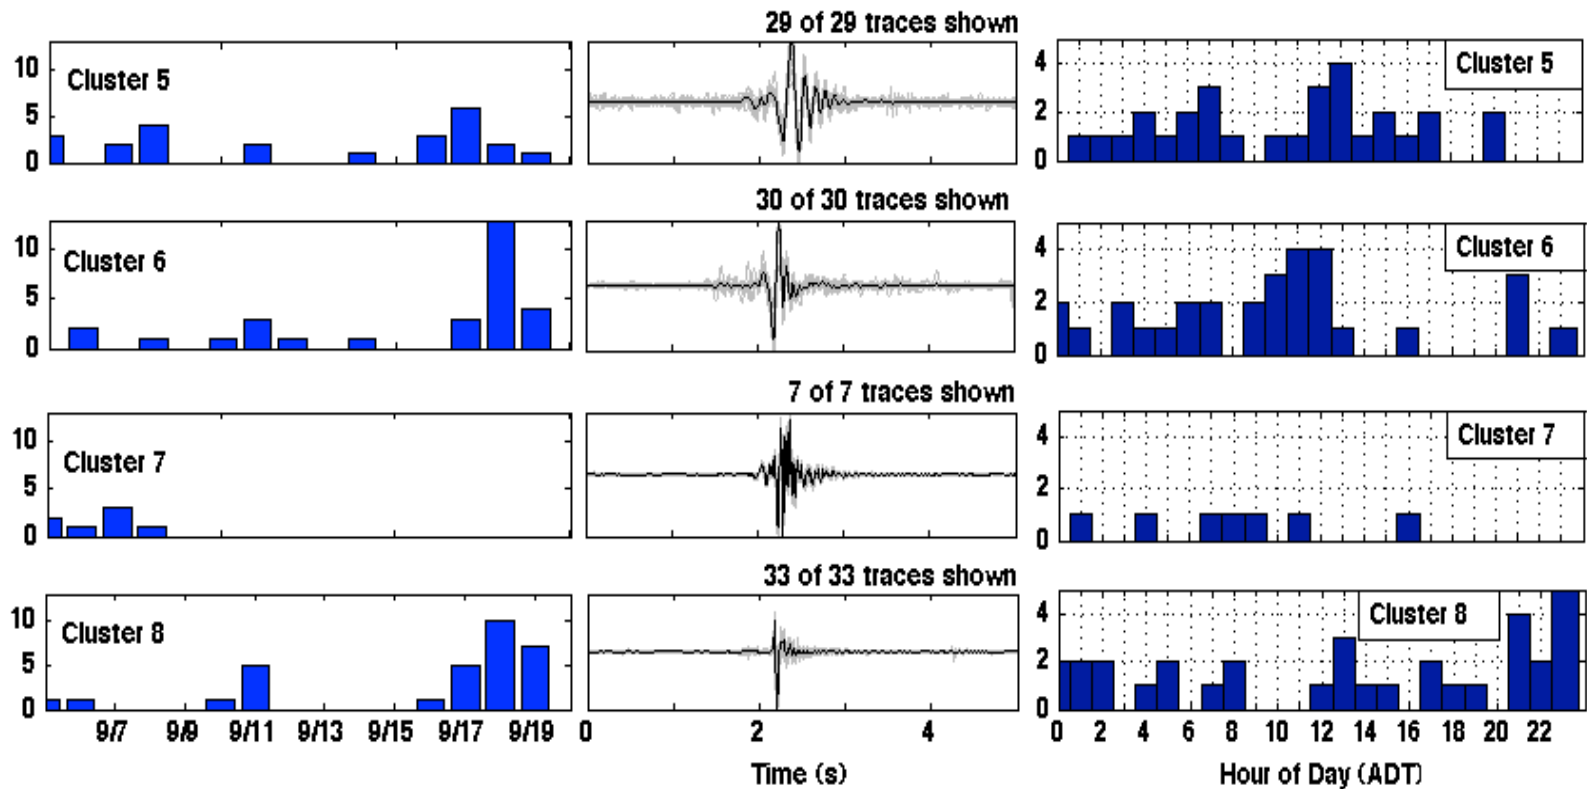 29 of 29 traces shown
10
5
0
Cluster 5
4
2
0
Cluster 5
30 of 30 traces shown
10
5
0
Cluster 6
4
2
0
Cluster 6
7 of 7 traces shown
10
5
0
Cluster 7
4
2
0
Cluster 7
33 of 33 traces shown
10
5
0
Cluster 8
4
2
0
Cluster 8
9/7 9/9 9/11 9/13 9/15 9/17 9/19
0 2 4
0 2 4 6 8 10 12 14 16 18 20 22
Time (s)
Hour of Day (ADT)